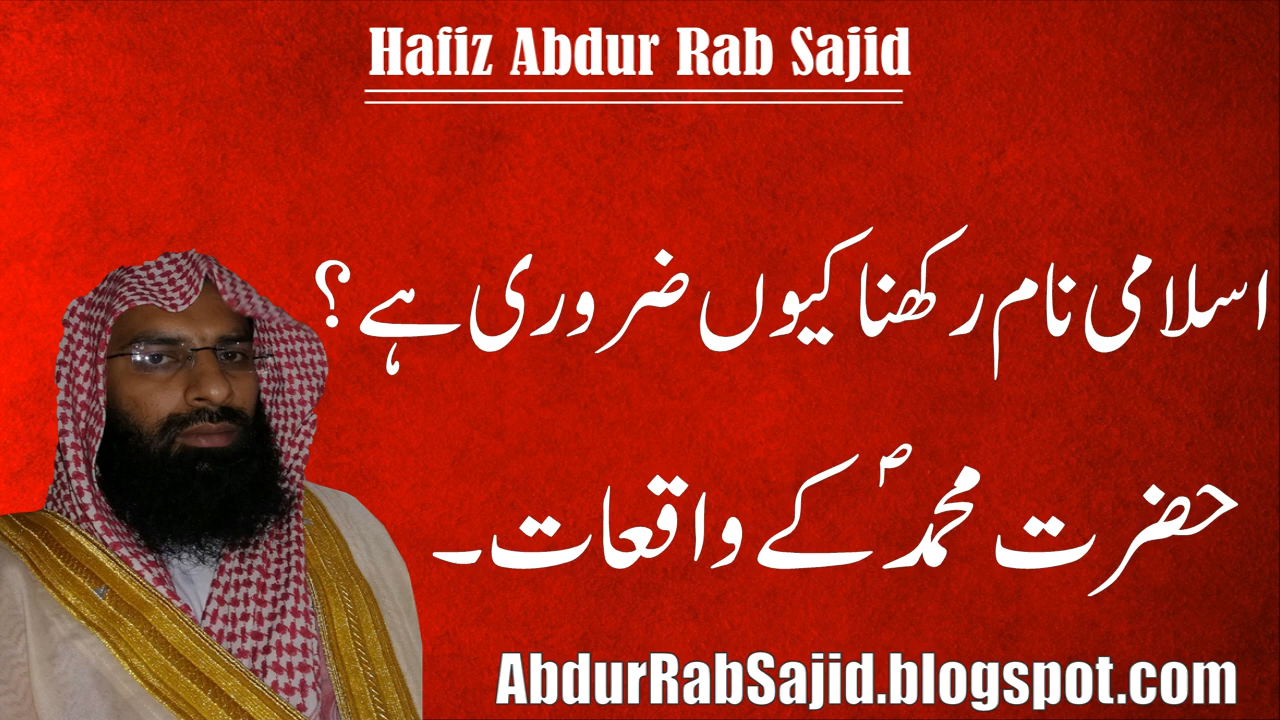 Hafiz Abdur Rab Sajid
اسلامی نام رکھنا کیوں ضروری ہے؟
حضرت محمدؐ کے واقعات۔
AbdurRabSajid.blogspot.com